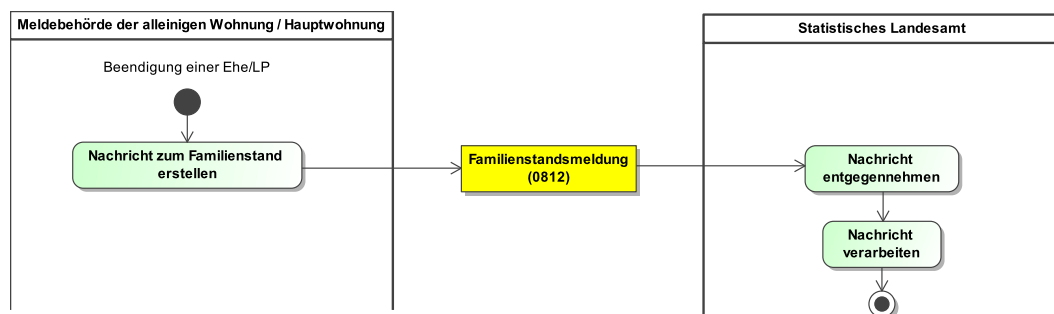 Meldebehörde der alleinigen Wohnung / Hauptwohnung
Beendigung einer Ehe/LP
Nachricht zum Familienstand
erstellen
Familienstandsmeldung
(0812)
Statistisches Landesamt
Nachricht
entgegennehmen
Nachricht
verarbeiten